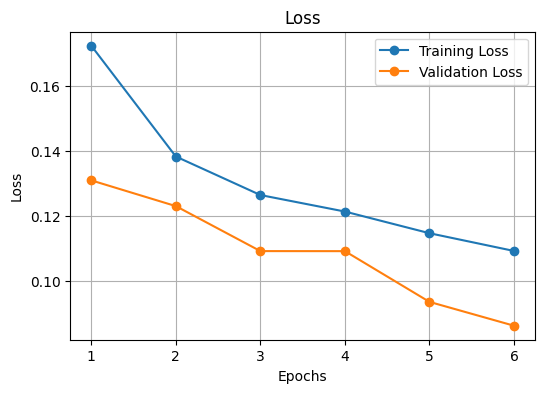 Loss
Training Loss
Validation Loss
0.16
0.14
0.12
0.10
Loss
1 2 3 4 5 6
Epochs